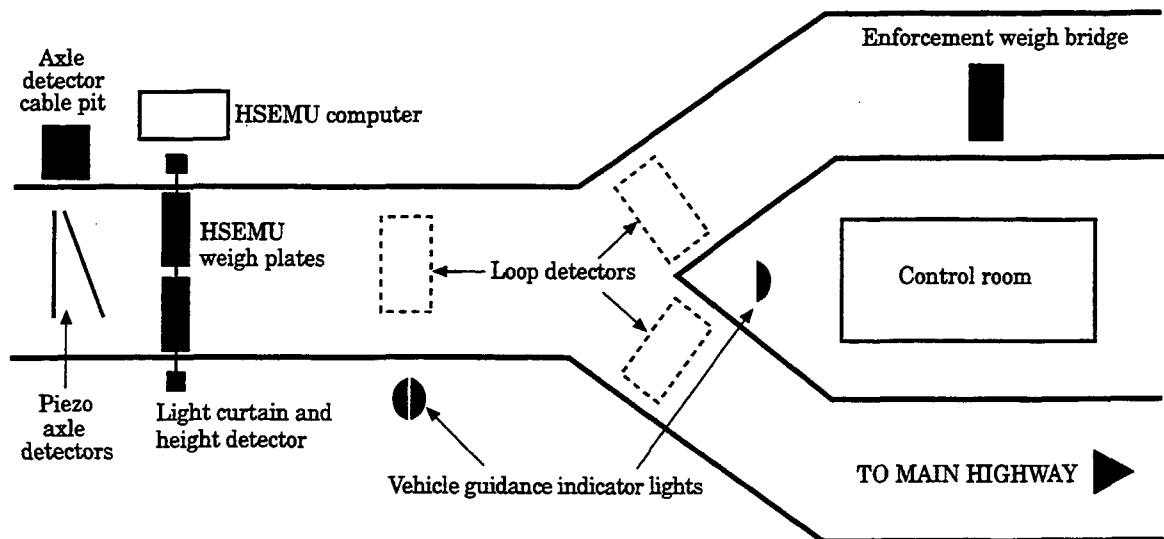 Axle
detector
cable pit
HSEMU computer
Enforcement weigh bridge
HSEMU
weigh plates
Loop detectors
Control room
Piezo
axle
detectors
Light curtain and
height detector
Vehicle guidance indicator lights
TO MAIN HIGHWAY